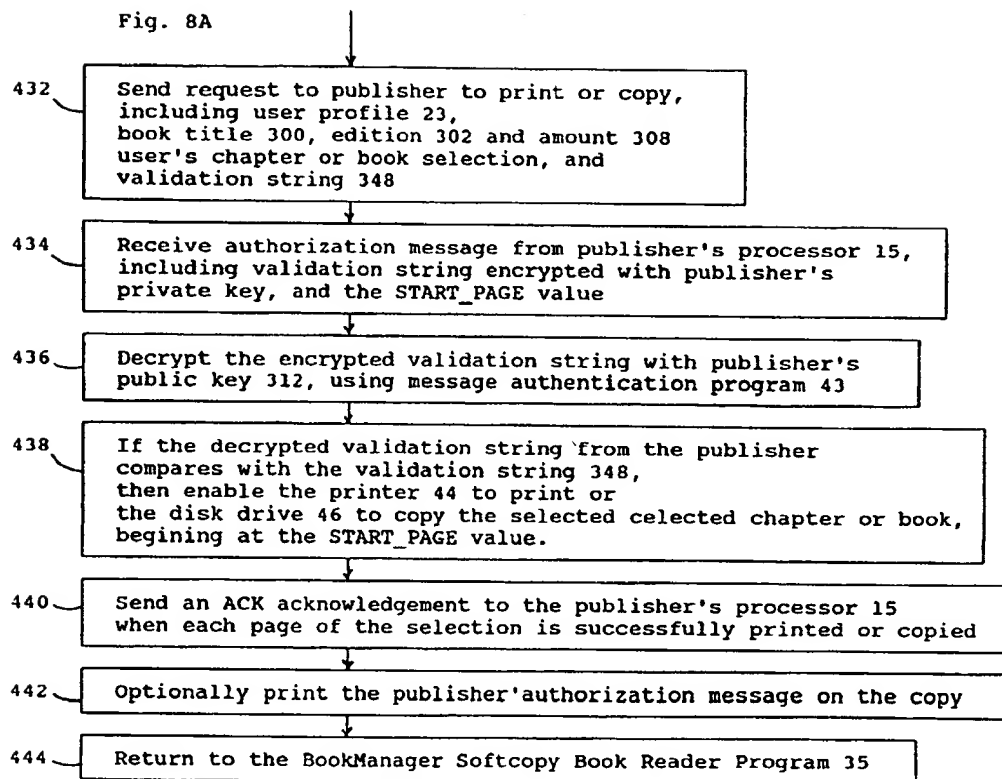 Fig. 8A
432
Send request to publisher to print or copy,
including user profile 23,
book title 300, edition 302 and amount 308
user's chapter or book selection, and
validation string 348
434
Receive authorization message from publisher's processor 15,
including validation string encrypted with publisher's
private key, and the START_PAGE value
436
Decrypt the encrypted validation string with publisher's
public key 312, using message authentication program 43
438
If the decrypted validation string from the publisher
compares with the validation string 348,
then enable the printer 44 to print or
the disk drive 46 to copy the selected celected chapter or book,
begining at the START_PAGE value.
440
Send an ACK acknowledgement to the publisher's processor 15
when each page of the selection is successfully printed or copied
442
Optionally print the publisher'authorization message on the copy
444
Return to the BookManager Softcopy Book Reader Program 35